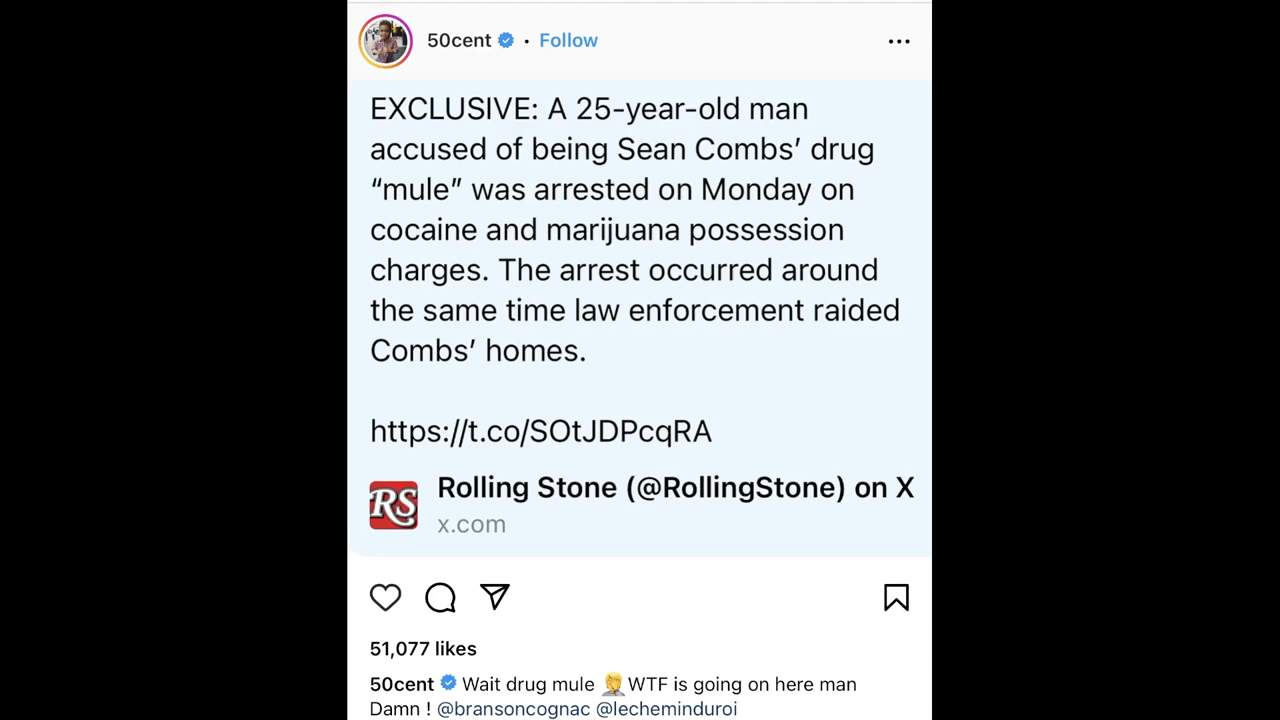 50cent • Follow
EXCLUSIVE: A 25-year-old man
accused of being Sean Combs’ drug
“mule” was arrested on Monday on
cocaine and marijuana possession
charges. The arrest occurred around
the same time law enforcement raided
Combs’ homes.
https://t.co/SOtJDPcqRA
RS
Rolling Stone (@RollingStone) on X
x.com
51,077 likes
50cent Wait drug mule 🤦WTF is going on here man
Damn ! @bransoncognac @lecheminduroi